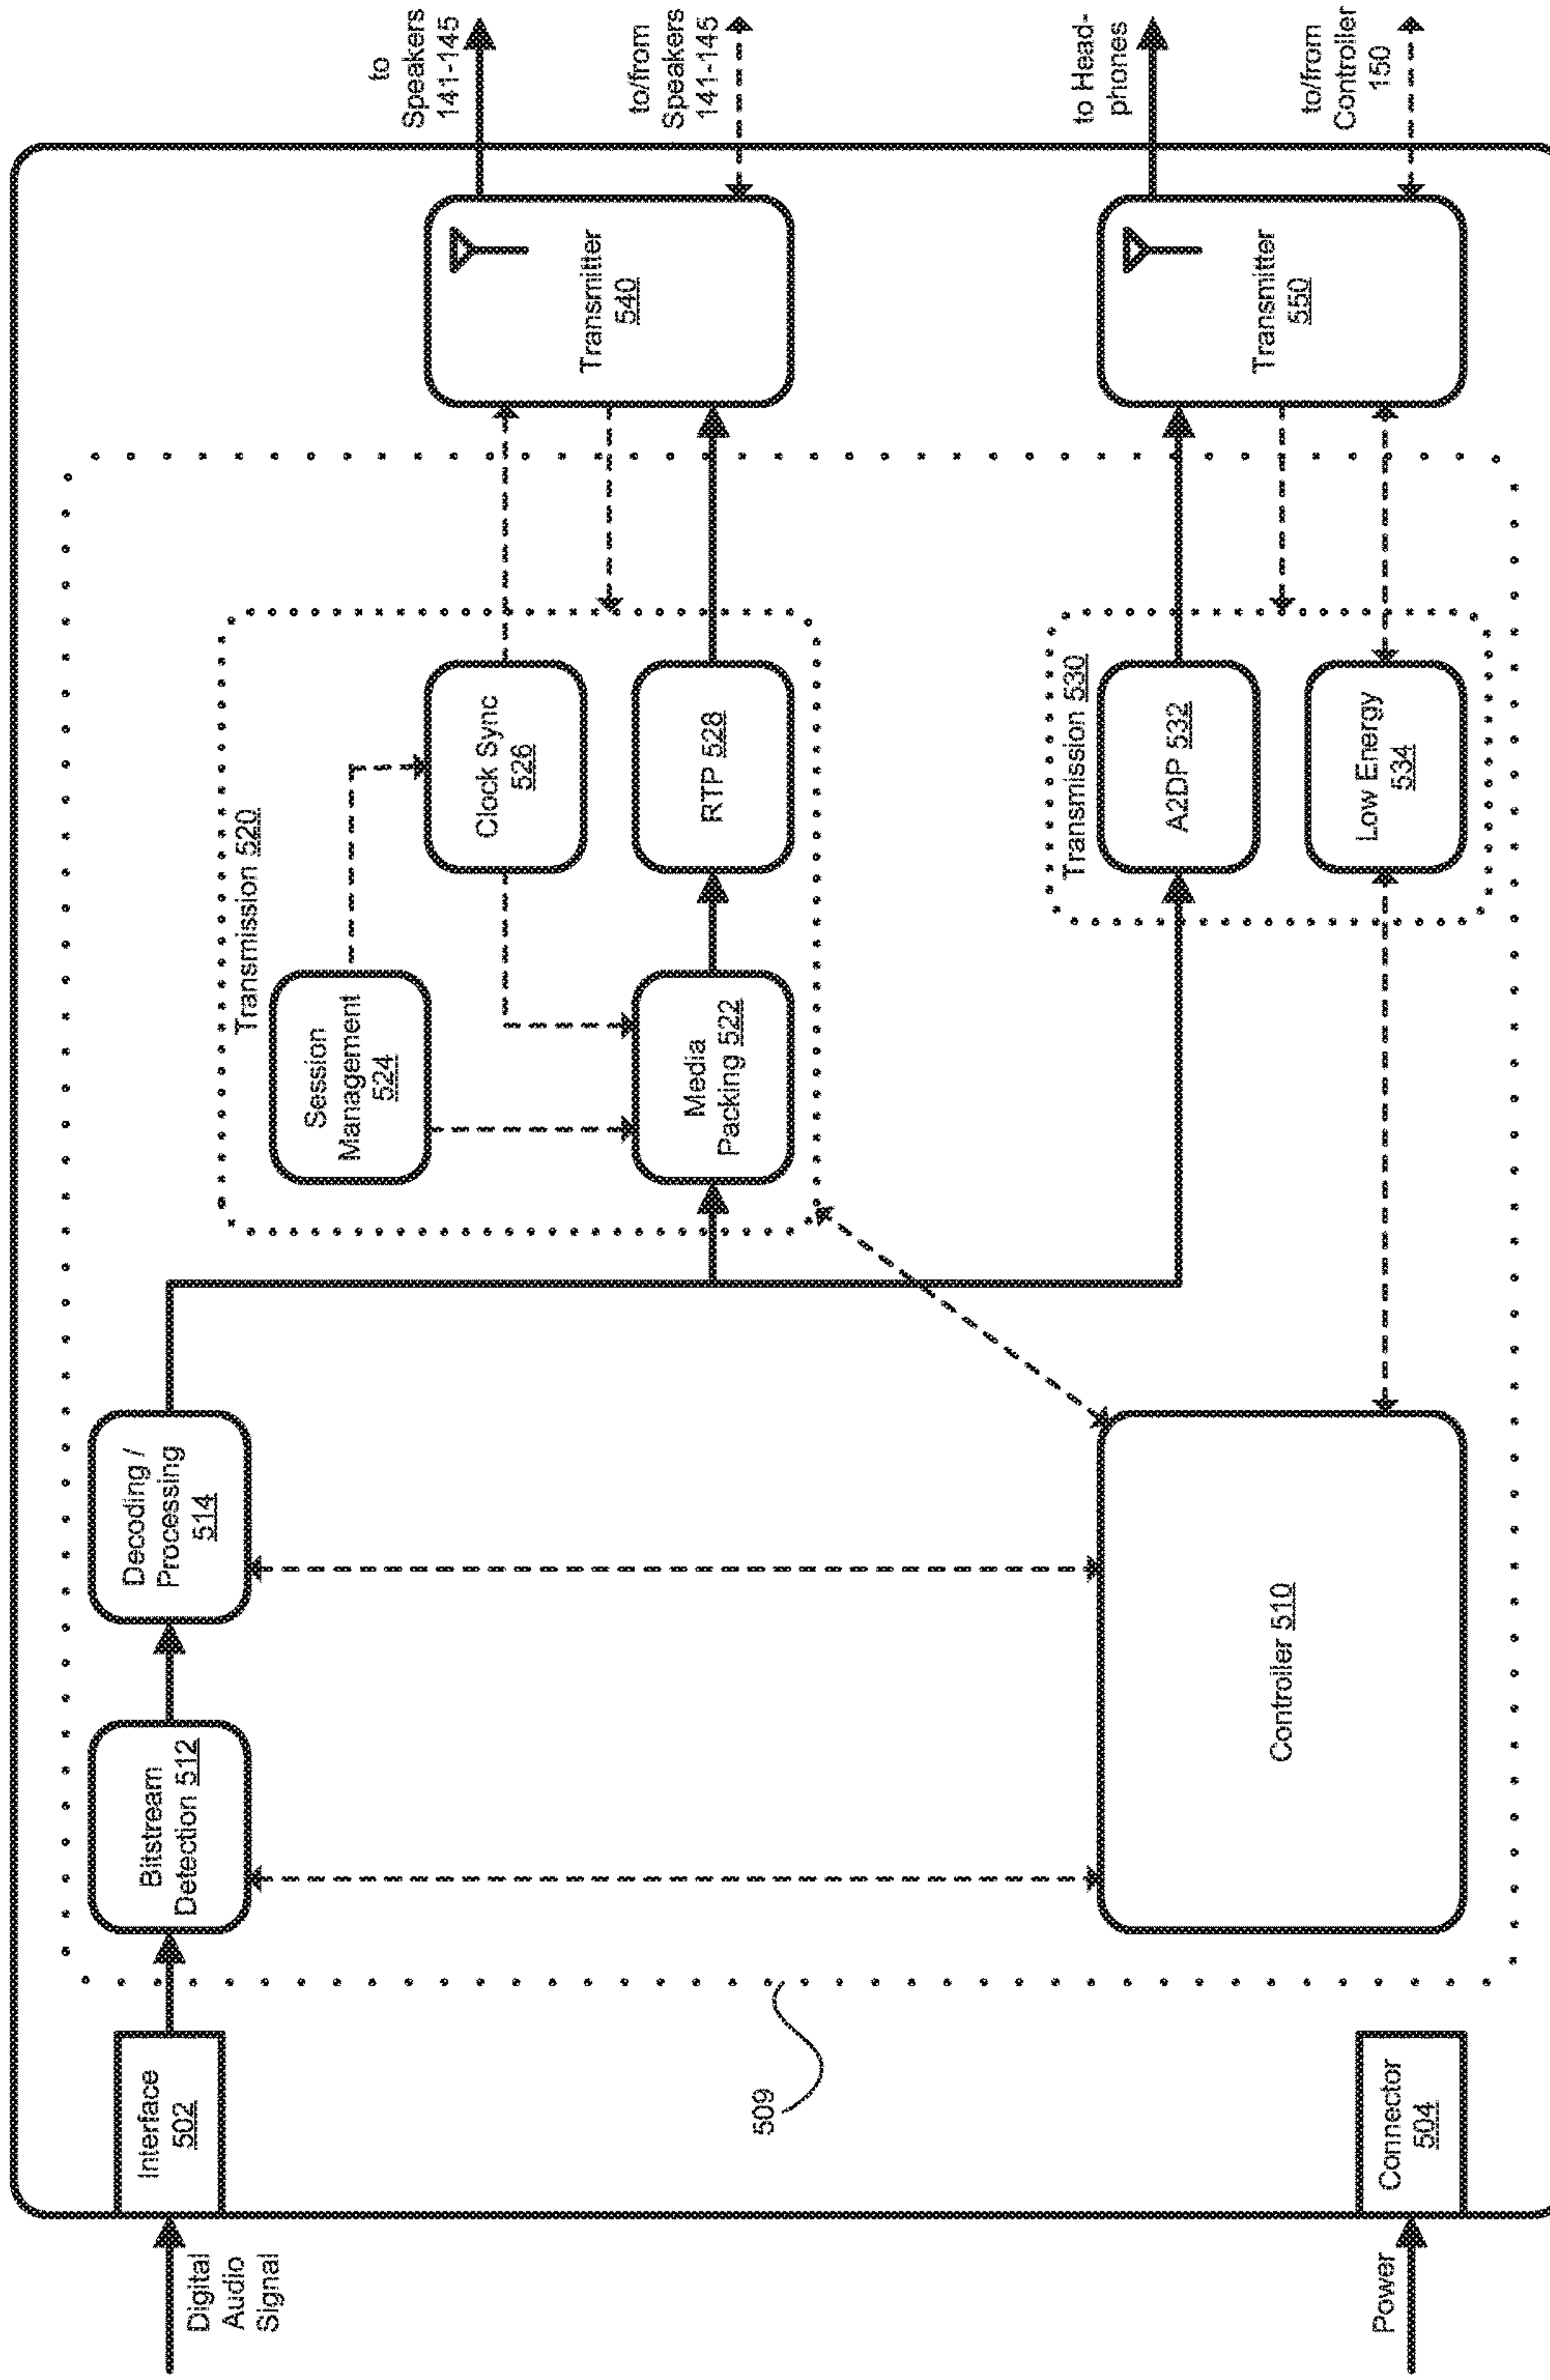 Digital
Audio
Signal
Interface
502
Bitstream
Detection 512
Decoding /
Processing
514
Transmission 520
Session
Management
524
Clock Sync
526
Media
Packing 522
RTP 528
Transmitter
540
to
Speakers
141-145
to/from
Speakers
141-145
509
Power
Connector
504
Controller 510
Transmission 530
A2DP 532
Low Energy
534
Transmitter
550
to Head-
phones
to/from
Controller
150